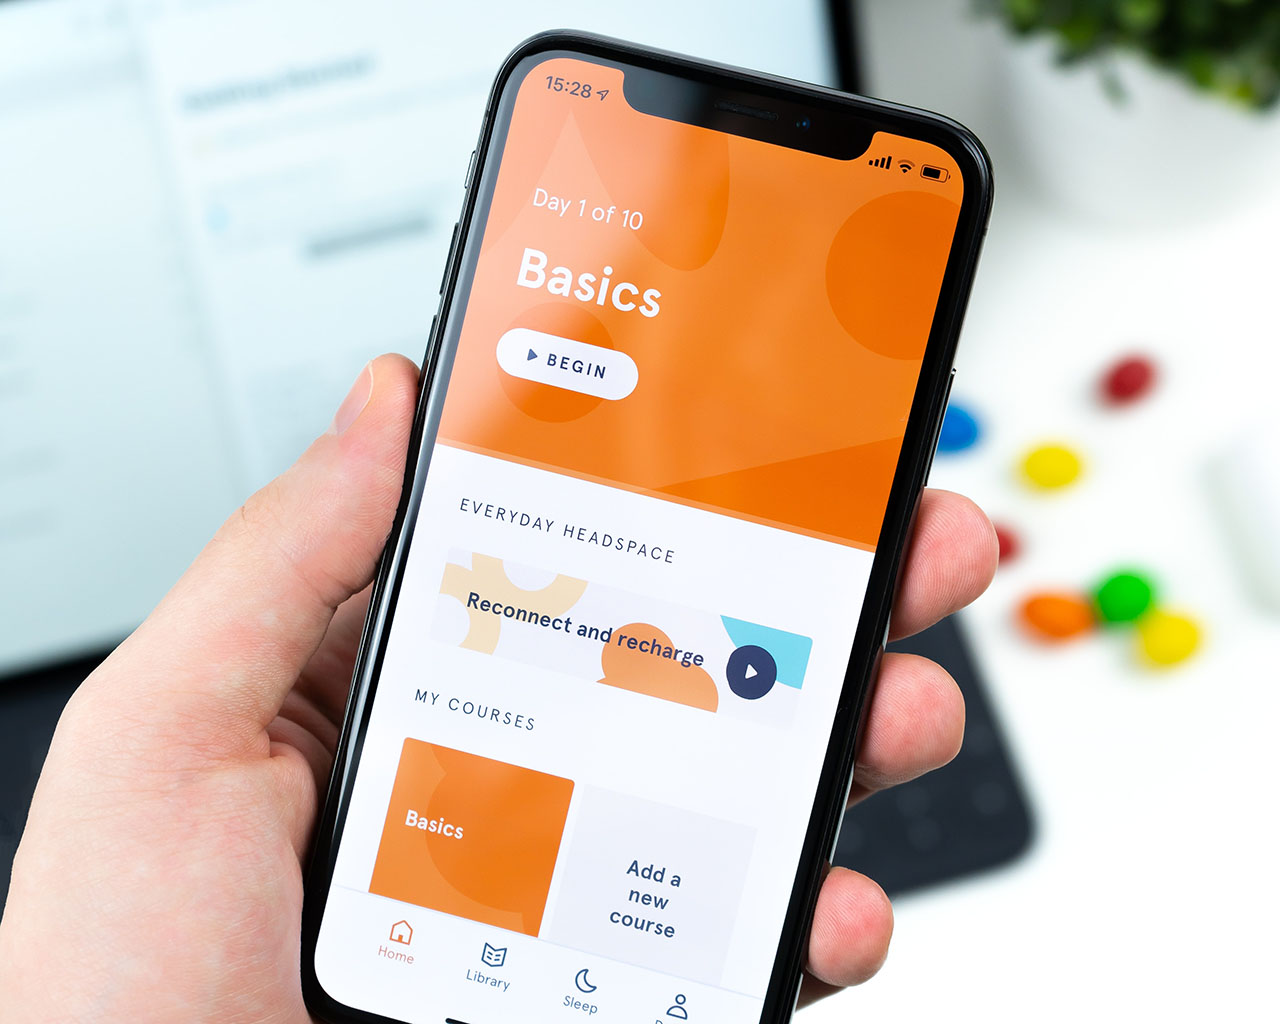 15:28
Day 1 of 10
Basics
BEGIN
EVERYDAY HEADSPACE
Reconnect and recharge
MY COURSES
Basics
Add a
new
course
Home
Library
Sleep